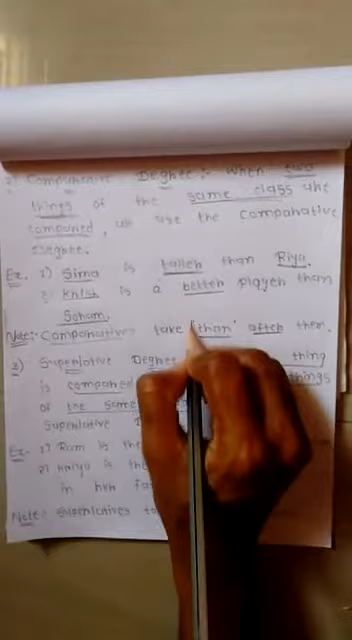 2) Comparative Degree :- When two
things of the same class are
compared, we use the comparative
Degree.
Ex. 1) Sima is taller than Riya.
2) Krish is a better player than
Soham.
Note:- Comparatives take "than" after them.
3) Superlative Degree thing
is compared things
of the same
Superlative
Ex. 1) Ram is the
2) is the
in her
Note: Superlatives